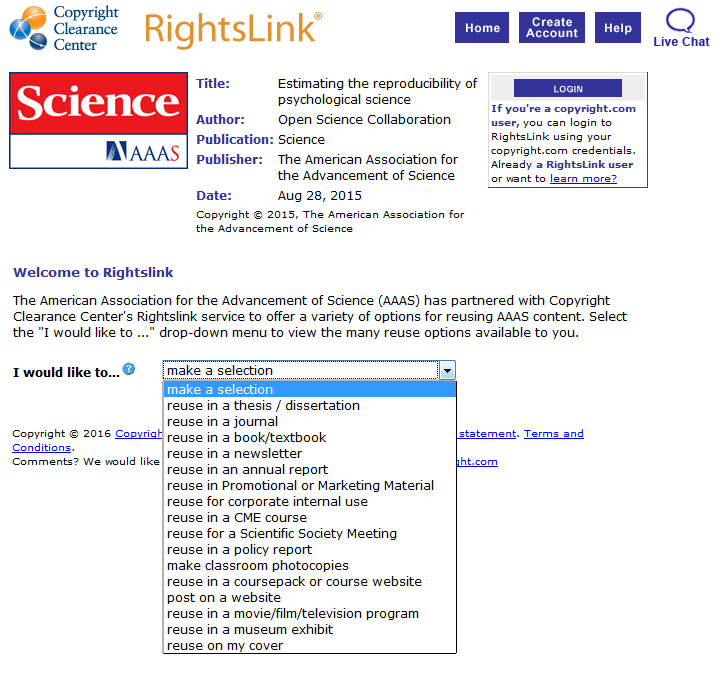 Copyright
Clearance
Center
RightsLink®
Home
Create
Account
Help
Live Chat
Science
AAAS
Title: Estimating the reproducibility of
psychological science
Author: Open Science Collaboration
Publication: Science
Publisher: The American Association for
the Advancement of Science
Date: Aug 28, 2015
Copyright © 2015, The American Association for
the Advancement of Science
LOGIN
If you're a copyright.com
user, you can login to
RightsLink using your
copyright.com credentials.
Already a RightsLink user
or want to learn more?
Welcome to Rightslink
The American Association for the Advancement of Science (AAAS) has partnered with Copyright
Clearance Center's Rightslink service to offer a variety of options for reusing AAAS content. Select
the "I would like to ..." drop-down menu to view the many reuse options available to you.
I would like to... ?
make a selection
make a selection
reuse in a thesis / dissertation
reuse in a journal
reuse in a book/textbook
reuse in a newsletter
reuse in an annual report
reuse in Promotional or Marketing Material
reuse for corporate internal use
reuse in a CME course
reuse for a Scientific Society Meeting
reuse in a policy report
make classroom photocopies
reuse in a coursepack or course website
post on a website
reuse in a movie/film/television program
reuse in a museum exhibit
reuse on my cover
Copyright © 2016 Copyrigh statement. Terms and
Conditions.
Comments? We would like ght.com